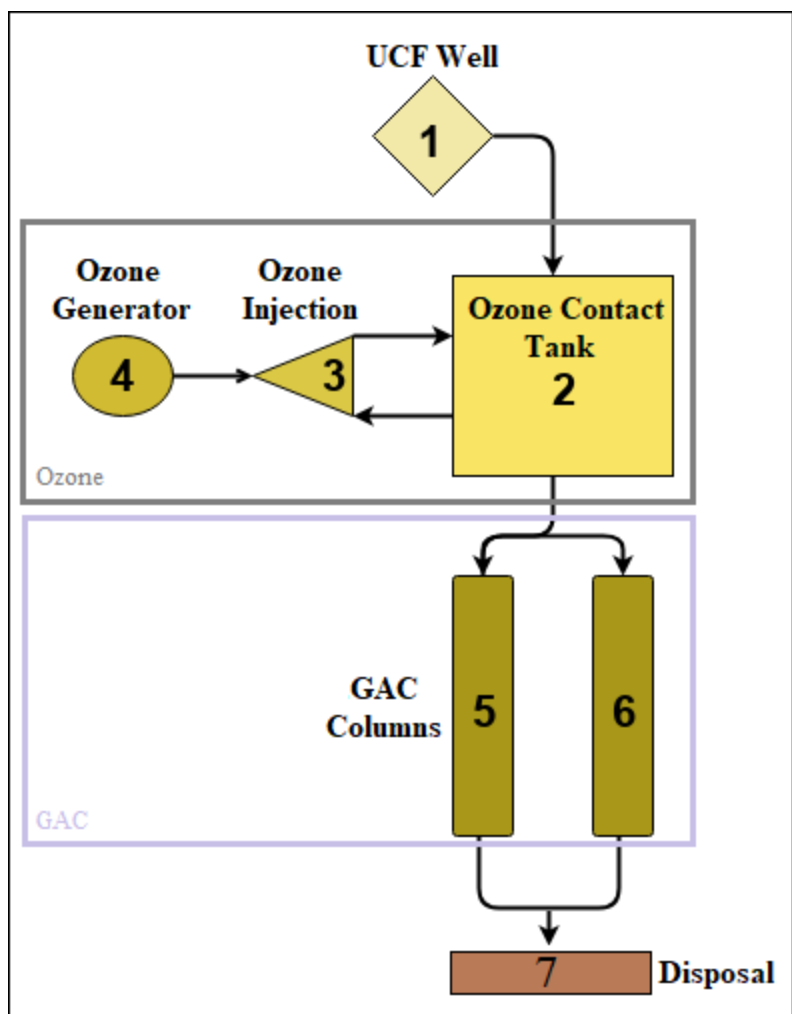 UCF Well
1
Ozone
Generator
Ozone
Injection
Ozone Contact
Tank
4
3
2
Ozone
GAC
Columns
5
6
GAC
7
Disposal